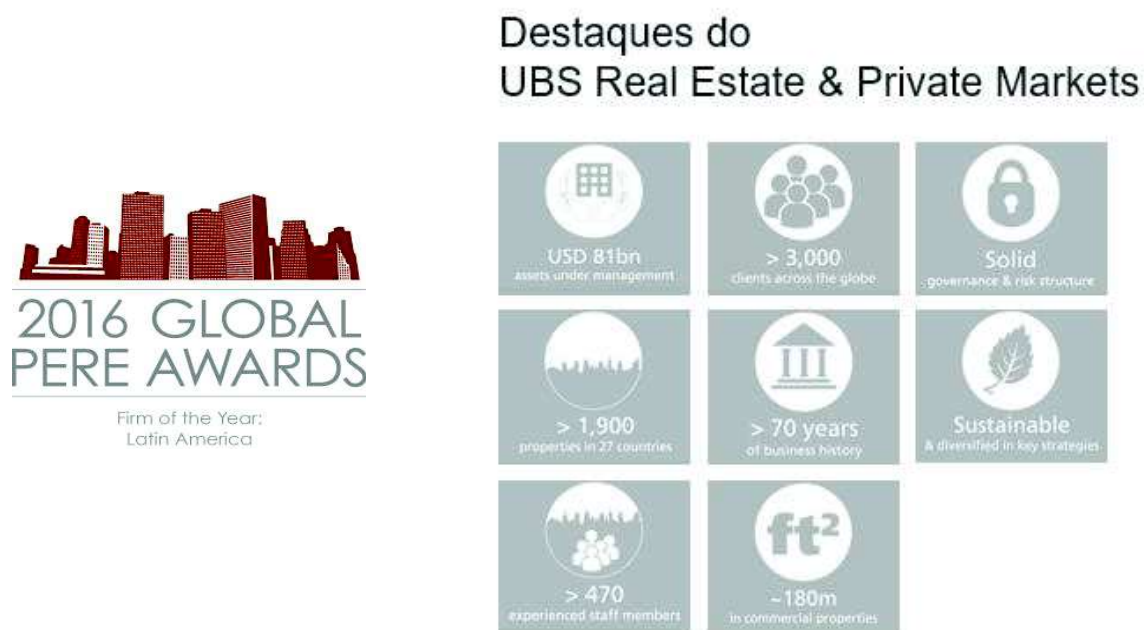 Destaques do
UBS Real Estate & Private Markets
2016 GLOBAL
PERE AWARDS
Firm of the Year:
Latin America
USD 81bn
assets under management
> 3,000
clients across the globe
Solid
governance & risk structure
> 1,900
properties in 27 countries
> 70 years
of business history
Sustainable
& diversified in key strategies
> 470
experienced staff members
ft²
~180m
in commercial properties